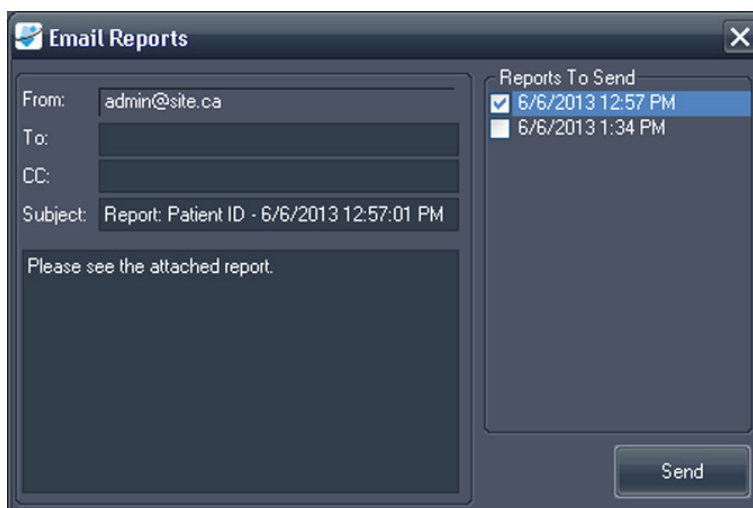 Email Reports
From: admin@site.ca
To:
CC:
Subject: Report: Patient ID - 6/6/2013 12:57:01 PM
Please see the attached report.
Reports To Send
6/6/2013 12:57 PM
6/6/2013 1:34 PM
Send